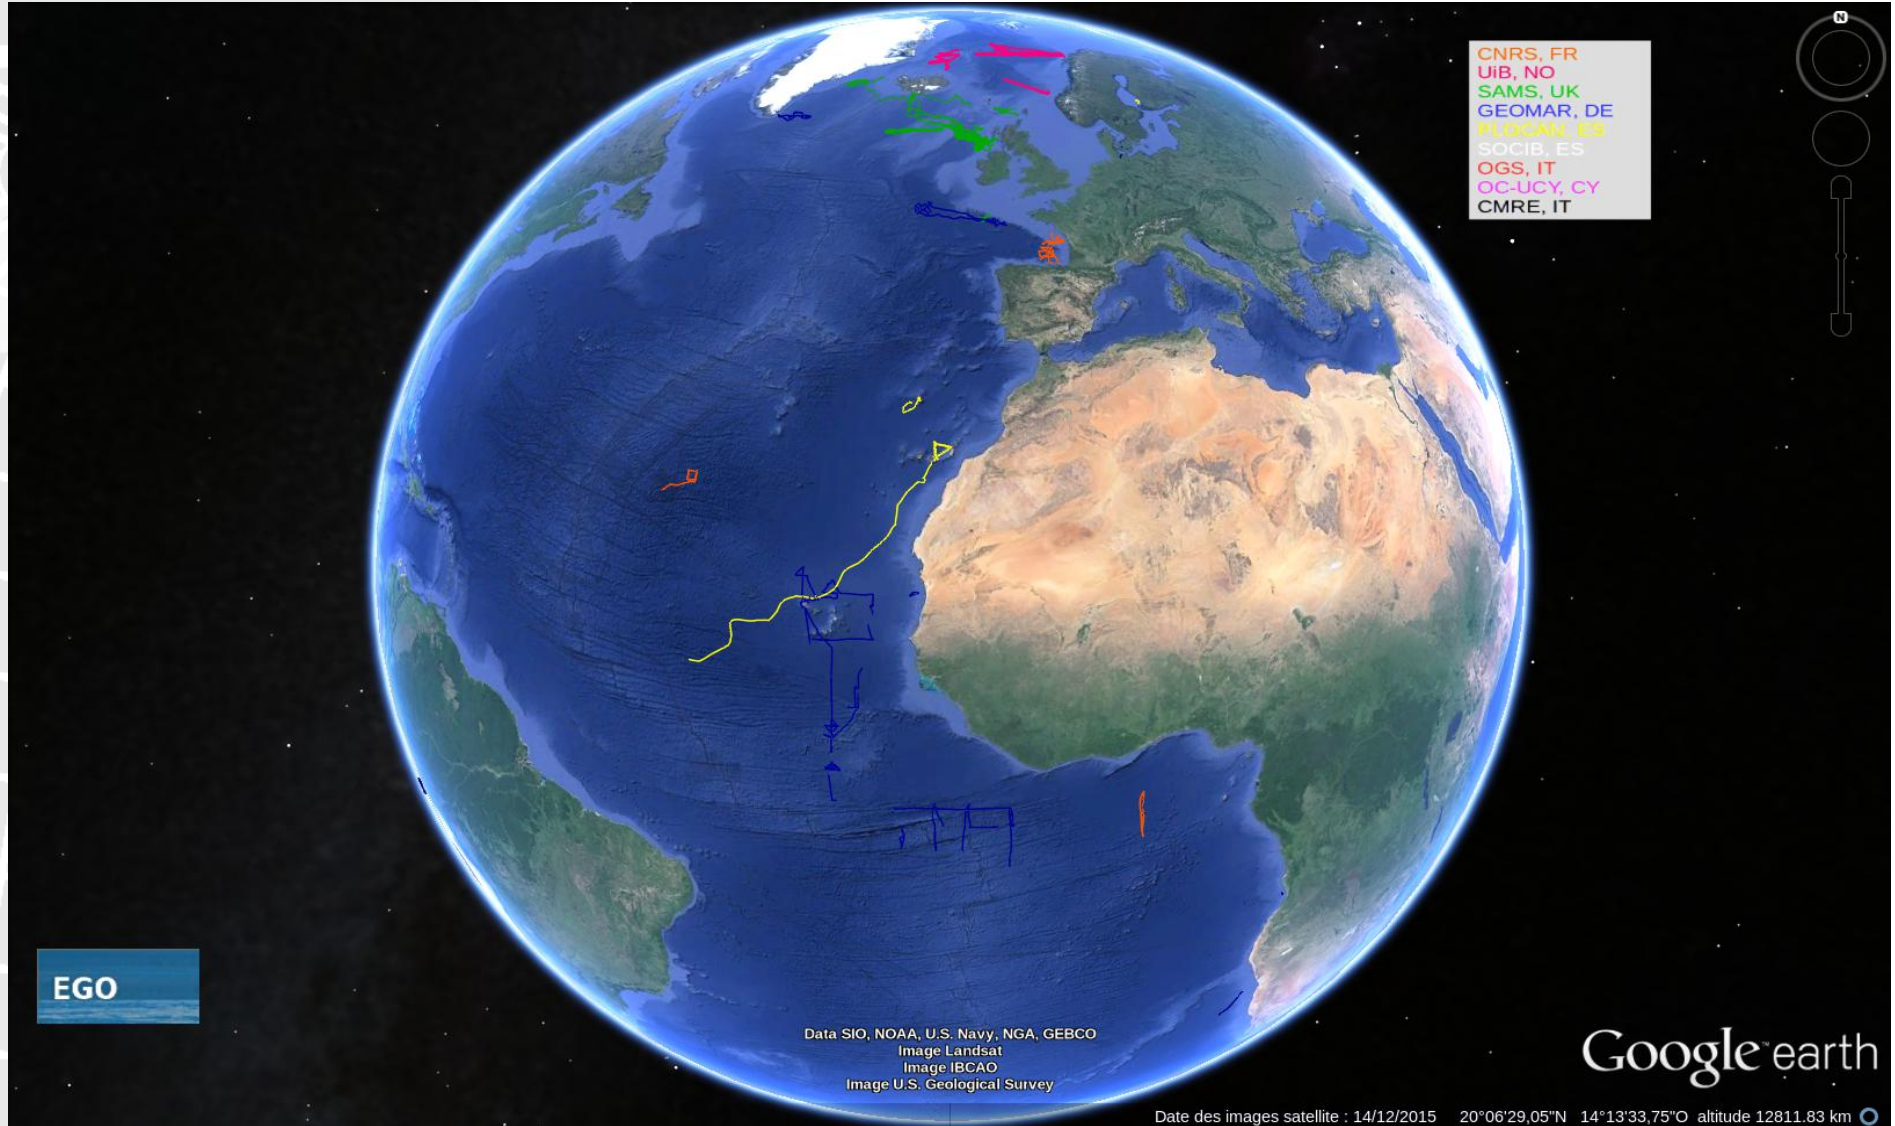 N
CNRS, FR
UiB, NO
SAMS, UK
GEOMAR, DE
PLOCAN, ES
SOCIB, ES
OGS, IT
OC-UCY, CY
CMRE, IT
EGO
Data SIO, NOAA, U.S. Navy, NGA, GEBCO
Image Landsat
Image IBCAO
Image U.S. Geological Survey
Google earth
Date des images satellite : 14/12/2015 20°06'29,05"N 14°13'33,75"O altitude 12811.83 km